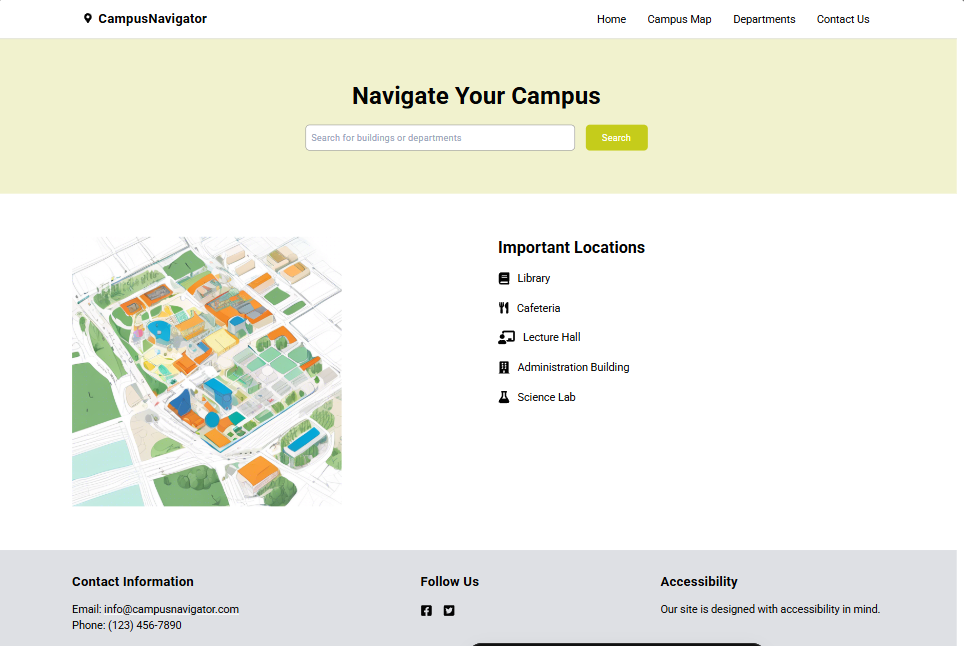 CampusNavigator
Home Campus Map Departments Contact Us
Navigate Your Campus
Search for buildings or departments
Search
Important Locations
Library
Cafeteria
Lecture Hall
Administration Building
Science Lab
Contact Information
Email: info@campusnavigator.com
Phone: (123) 456-7890
Follow Us
Accessibility
Our site is designed with accessibility in mind.